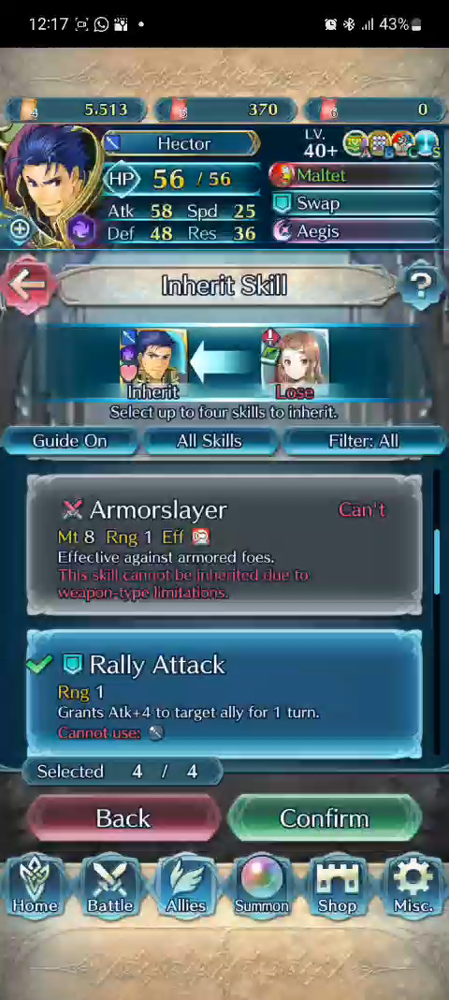 12:17
43%
4 5,513
5 370
6 0
Hector
LV. 40+
A B C S
HP 56 / 56
Maltet
Atk 58 Spd 25
Swap
Def 48 Res 36
Aegis
Inherit Skill
?
Inherit
Lose
Select up to four skills to inherit.
Guide On
All Skills
Filter: All
Armorslayer
Can't
Mt 8 Rng 1 Eff
Effective against armored foes.
This skill cannot be inherited due to
weapon-type limitations.
Rally Attack
Rng 1
Grants Atk+4 to target ally for 1 turn.
Cannot use:
Selected 4 / 4
Back
Confirm
Home
Battle
Allies
Summon
Shop
Misc.